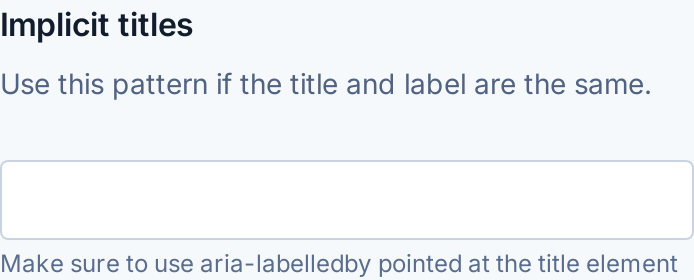 Implicit titles
Use this pattern if the title and label are the same.
Make sure to use aria-labelledby pointed at the title element